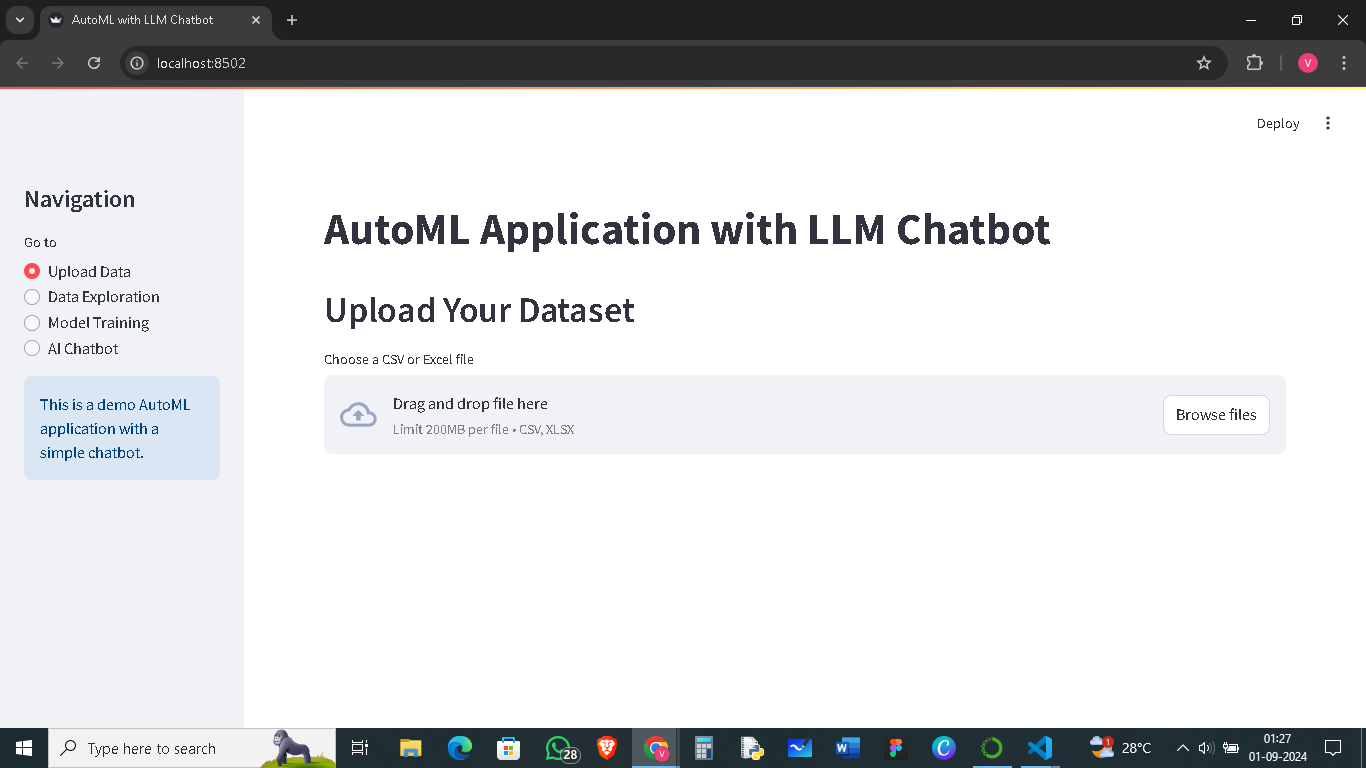 AutoML with LLM Chatbot
localhost:8502
V
Deploy
Navigation
Go to
Upload Data
Data Exploration
Model Training
AI Chatbot
This is a demo AutoML
application with a
simple chatbot.
AutoML Application with LLM Chatbot
Upload Your Dataset
Choose a CSV or Excel file
Drag and drop file here
Limit 200MB per file • CSV, XLSX
Browse files
Type here to search
28
V
1
28°C
01:27
01-09-2024